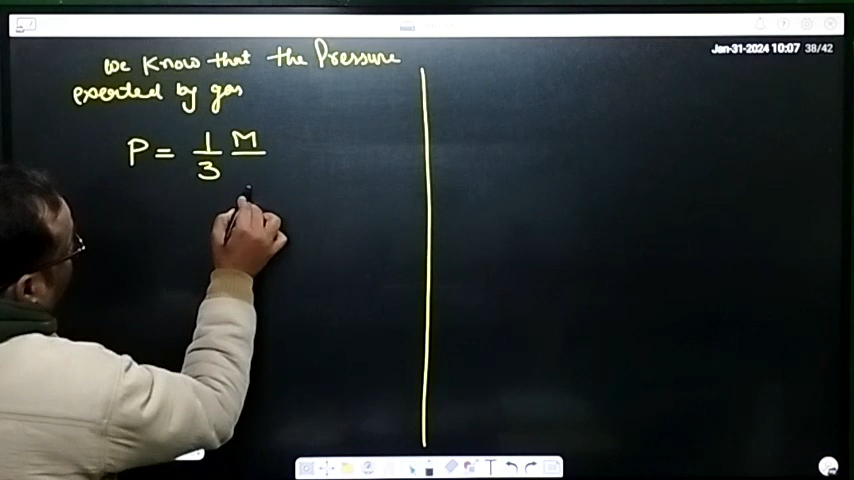 Jan-31-2024 10:07 38/42
we know that the Pressure
exerted by gas
P = 1/3 M